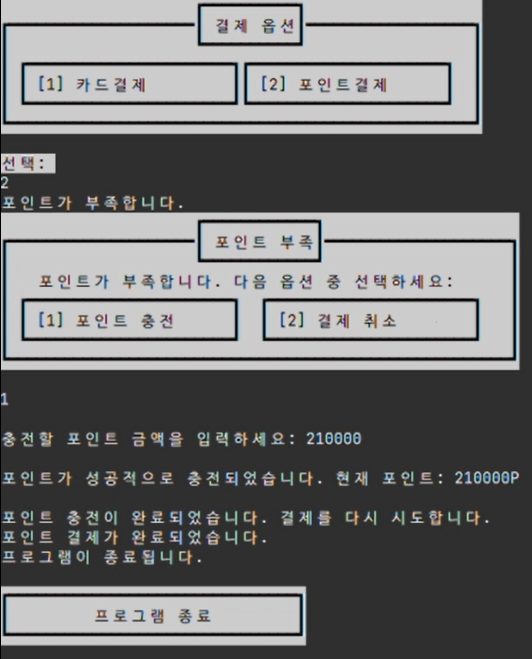 결제 옵션
[1] 카드결제 [2] 포인트결제
선택:
2
포인트가 부족합니다.
포인트 부족
포인트가 부족합니다. 다음 옵션 중 선택하세요:
[1] 포인트 충전 [2] 결제 취소
1
충전할 포인트 금액을 입력하세요: 210000
포인트가 성공적으로 충전되었습니다. 현재 포인트: 210000P
포인트 충전이 완료되었습니다. 결제를 다시 시도합니다.
포인트 결제가 완료되었습니다.
프로그램이 종료됩니다.
프로그램 종료